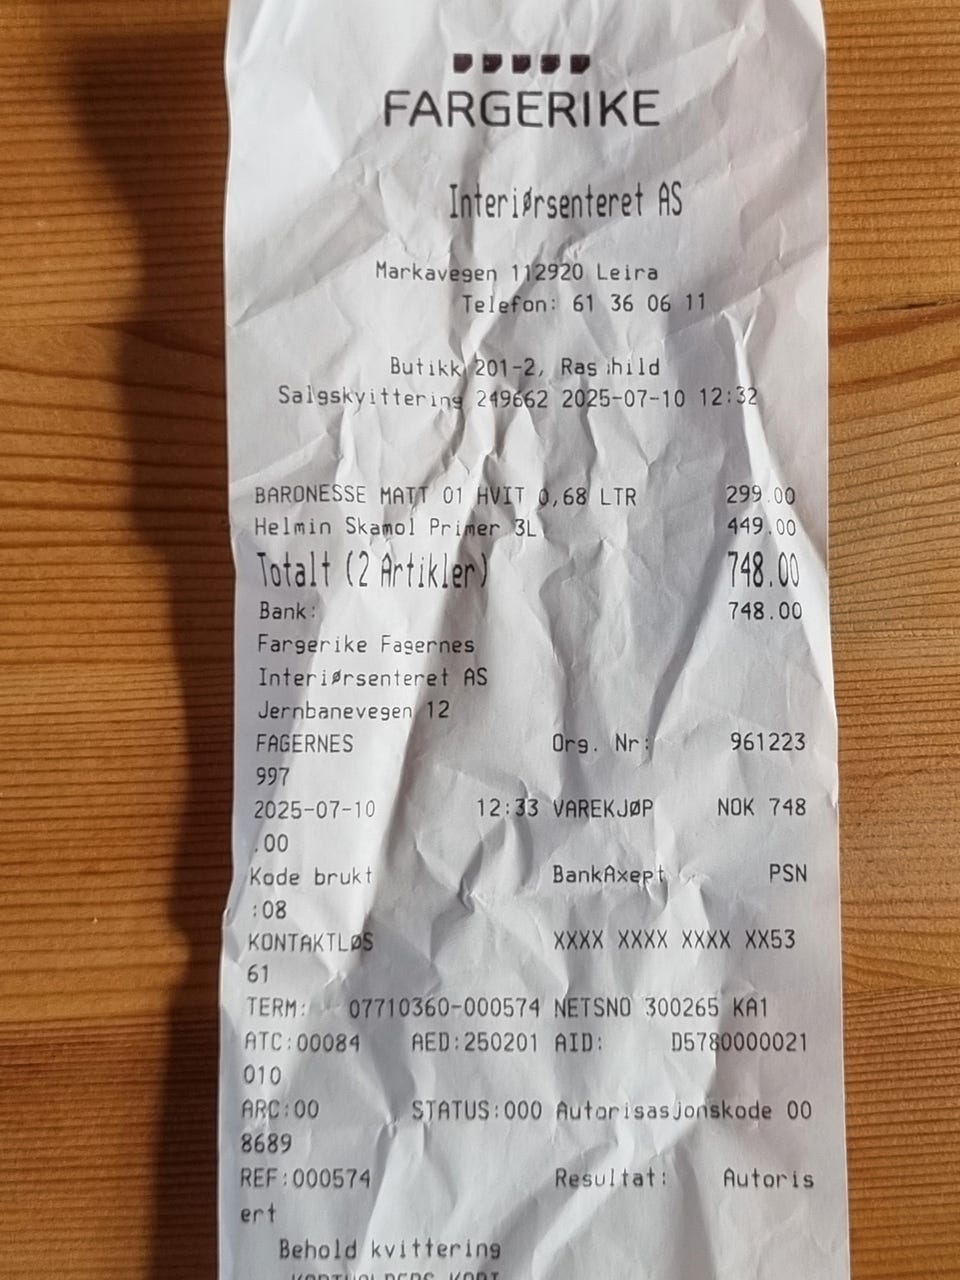 FARGERIKE
Interiørsenteret AS
Markavegen 112920 Leira
Telefon: 61 36 06 11
Butikk 201-2,
Salgskvittering 249662 2025-07-10 12:32
BARONESSE MATT 01 HVIT 0,68 LTR 299.00
Helmin Skamol Primer 3L 449.00
Totalt (2 Artikler) 748.00
Bank: 748.00
Fargerike Fagernes
Interiørsenteret AS
Jernbanevegen 12
FAGERNES Org. Nr: 961223
997
2025-07-10 12:33 VAREKJØP NOK 748
.00
Kode brukt BankAxept PSN
:08
KONTAKTLØS XXXX XXXX XXXX XX53
61
TERM: 07710360-000574 NETSNO 300265 KA1
ATC:00084 AED:250201 AID: D5780000021
010
ARC:00 STATUS:000 Autorisasjonskode 00
8689
REF:000574 Resultat: Autoris
ert
Behold kvittering